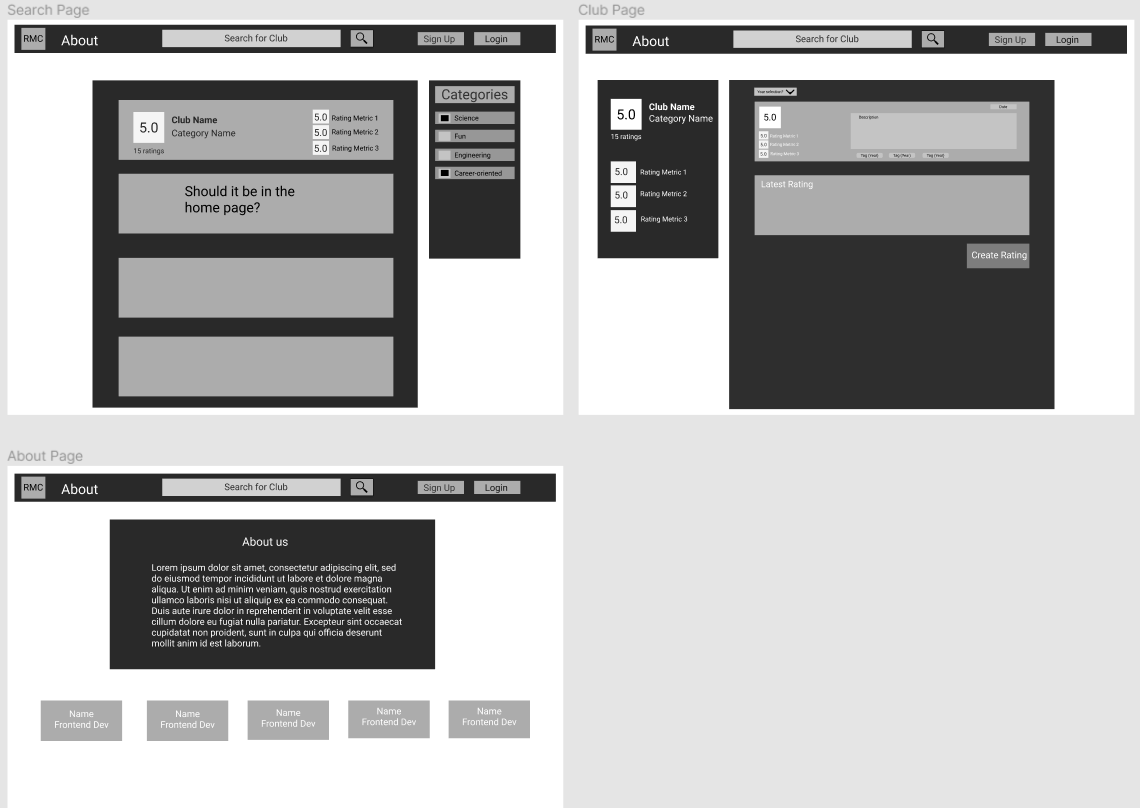 Search Page
RMC
About
Search for Club
Sign Up
Login
5.0
Club Name
Category Name
15 ratings
5.0 Rating Metric 1
5.0 Rating Metric 2
5.0 Rating Metric 3
Should it be in the
home page?
Categories
Science
Fun
Engineering
Career-oriented
Club Page
RMC
About
Search for Club
Sign Up
Login
5.0
Club Name
Category Name
15 ratings
5.0 Rating Metric 1
5.0 Rating Metric 2
5.0 Rating Metric 3
Date
5.0
Description
5.0 Rating Metric 1
5.0 Rating Metric 2
5.0 Rating Metric 3
Tag (Year)
Latest Rating
Create Rating
About Page
RMC
About
Search for Club
Sign Up
Login
About us
Lorem ipsum dolor sit amet, consectetur adipiscing elit, sed
do eiusmod tempor incididunt ut labore et dolore magna
aliqua. Ut enim ad minim veniam, quis nostrud exercitation
ullamco laboris nisi ut aliquip ex ea commodo consequat.
Duis aute irure dolor in reprehenderit in voluptate velit esse
cillum dolore eu fugiat nulla pariatur. Excepteur sint occaecat
cupidatat non proident, sunt in culpa qui officia deserunt
mollit anim id est laborum.
Name
Frontend Dev
Name
Frontend Dev
Name
Frontend Dev
Name
Frontend Dev
Name
Frontend Dev